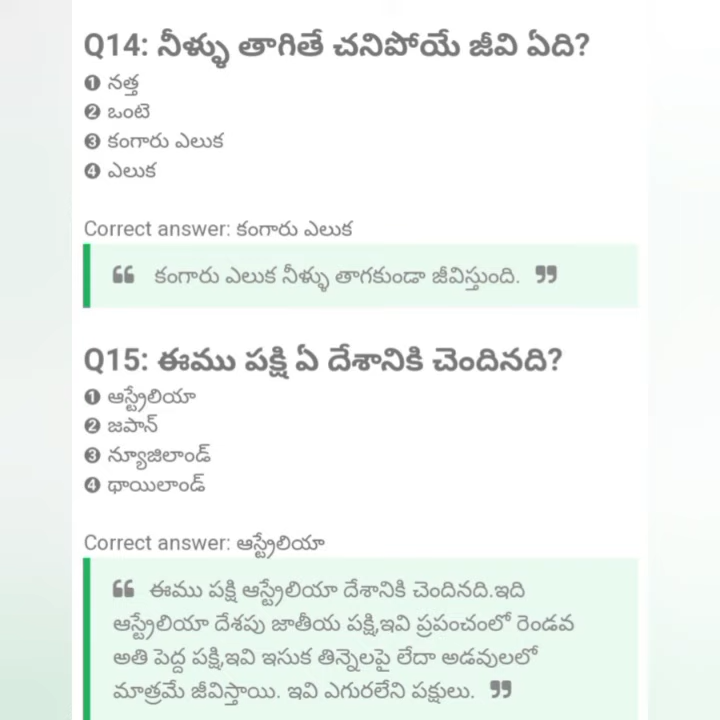 Q14: నీళ్ళు తాగితే చనిపోయే జీవి ఏది?
❶ నత్త
❷ ఒంటె
❸ కంగారు ఎలుక
❹ ఎలుక
Correct answer: కంగారు ఎలుక
❝ కంగారు ఎలుక నీళ్ళు తాగకుండా జీవిస్తుంది. ❞
Q15: ఈము పక్షి ఏ దేశానికి చెందినది?
❶ ఆస్ట్రేలియా
❷ జపాన్
❸ న్యూజిలాండ్
❹ థాయిలాండ్
Correct answer: ఆస్ట్రేలియా
❝ ఈము పక్షి ఆస్ట్రేలియా దేశానికి చెందినది.ఇది
ఆస్ట్రేలియా దేశపు జాతీయ పక్షి,ఇవి ప్రపంచంలో రెండవ
అతి పెద్ద పక్షి,ఇవి ఇసుక తిన్నెలపై లేదా అడవులలో
మాత్రమే జీవిస్తాయి. ఇవి ఎగురలేని పక్షులు. ❞